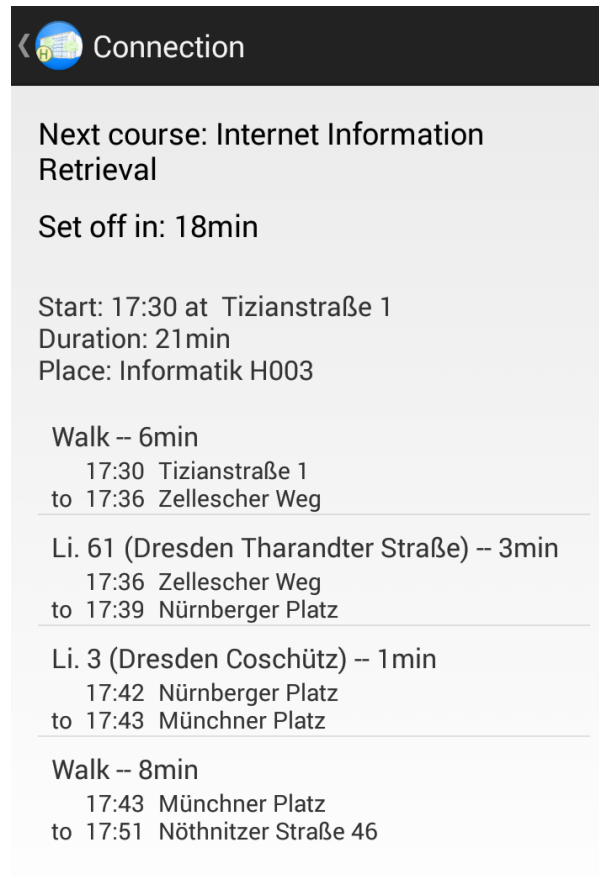 Connection
Next course: Internet Information
Retrieval
Set off in: 18min
Start: 17:30 at  Tizianstraße 1
Duration: 21min
Place: Informatik H003
Walk -- 6min
17:30 Tizianstraße 1
to 17:36 Zellescher Weg
Li. 61 (Dresden Tharandter Straße) -- 3min
17:36 Zellescher Weg
to 17:39 Nürnberger Platz
Li. 3 (Dresden Coschütz) -- 1min
17:42 Nürnberger Platz
to 17:43 Münchner Platz
Walk -- 8min
17:43 Münchner Platz
to 17:51 Nöthnitzer Straße 46